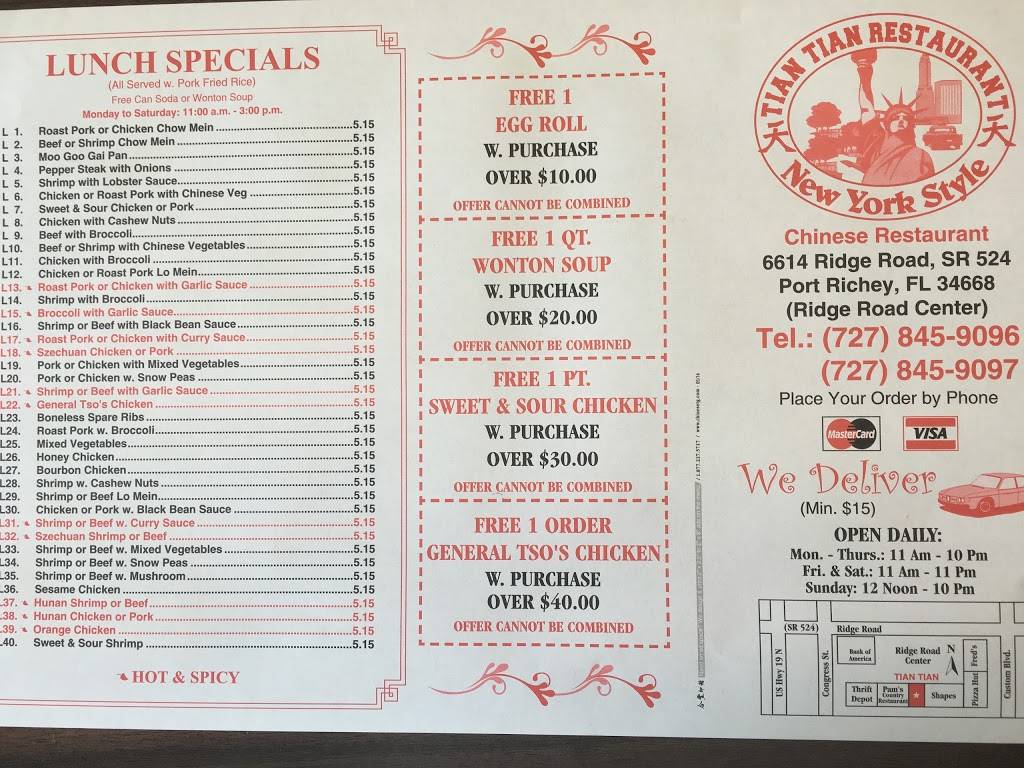 LUNCH SPECIALS
(All Served w. Pork Fried Rice)
Free Can Soda or Wonton Soup
Monday to Saturday: 11:00 a.m. - 3:00 p.m.
L 1. Roast Pork or Chicken Chow Mein 5.15
L 2. Beef or Shrimp Chow Mein 5.15
L 3. Moo Goo Gai Pan 5.15
L 4. Pepper Steak with Onions 5.15
L 5. Shrimp with Lobster Sauce 5.15
L 6. Chicken or Roast Pork with Chinese Veg 5.15
L 7. Sweet & Sour Chicken or Pork 5.15
L 8. Chicken with Cashew Nuts 5.15
L 9. Beef with Broccoli 5.15
L10. Beef or Shrimp with Chinese Vegetables 5.15
L11. Chicken with Broccoli 5.15
L12. Chicken or Roast Pork Lo Mein 5.15
L13. Roast Pork or Chicken with Garlic Sauce 5.15
L14. Shrimp with Broccoli 5.15
L15. Broccoli with Garlic Sauce 5.15
L16. Shrimp or Beef with Black Bean Sauce 5.15
L17. Roast Pork or Chicken with Curry Sauce 5.15
L18. Szechuan Chicken or Pork 5.15
L19. Pork or Chicken with Mixed Vegetables 5.15
L20. Pork or Chicken w. Snow Peas 5.15
L21. Shrimp or Beef with Garlic Sauce 5.15
L22. General Tso's Chicken 5.15
L23. Boneless Spare Ribs 5.15
L24. Roast Pork w. Broccoli 5.15
L25. Mixed Vegetables 5.15
L26. Honey Chicken 5.15
L27. Bourbon Chicken 5.15
L28. Shrimp w. Cashew Nuts 5.15
L29. Shrimp or Beef Lo Mein 5.15
L30. Chicken or Pork w. Black Bean Sauce 5.15
L31. Shrimp or Beef w. Curry Sauce 5.15
L32. Szechuan Shrimp or Beef 5.15
L33. Shrimp or Beef w. Mixed Vegetables 5.15
L34. Shrimp or Beef w. Snow Peas 5.15
L35. Shrimp or Beef w. Mushroom 5.15
L36. Sesame Chicken 5.15
L37. Hunan Shrimp or Beef 5.15
L38. Hunan Chicken or Pork 5.15
L39. Orange Chicken 5.15
L40. Sweet & Sour Shrimp 5.15
HOT & SPICY
FREE 1
EGG ROLL
W. PURCHASE
OVER $10.00
OFFER CANNOT BE COMBINED
FREE 1 QT.
WONTON SOUP
W. PURCHASE
OVER $20.00
OFFER CANNOT BE COMBINED
FREE 1 PT.
SWEET & SOUR CHICKEN
W. PURCHASE
OVER $30.00
OFFER CANNOT BE COMBINED
FREE 1 ORDER
GENERAL TSO'S CHICKEN
W. PURCHASE
OVER $40.00
OFFER CANNOT BE COMBINED
TIAN TIAN RESTAURANT
天 天
New York Style
Chinese Restaurant
6614 Ridge Road, SR 524
Port Richey, FL 34668
(Ridge Road Center)
Tel.: (727) 845-9096
(727) 845-9097
Place Your Order by Phone
MasterCard VISA
We Deliver
(Min. $15)
OPEN DAILY:
Mon. - Thurs.: 11 Am - 10 Pm
Fri. & Sat.: 11 Am - 11 Pm
Sunday: 12 Noon - 10 Pm
(SR 524) Ridge Road
US Hwy 19 N
Congress St.
Bank of America
Ridge Road Center
N
Fred's
Pizza Hut
Custom Blvd.
TIAN TIAN
Thrift Depot
Pam's Country Restaurant
Shapes